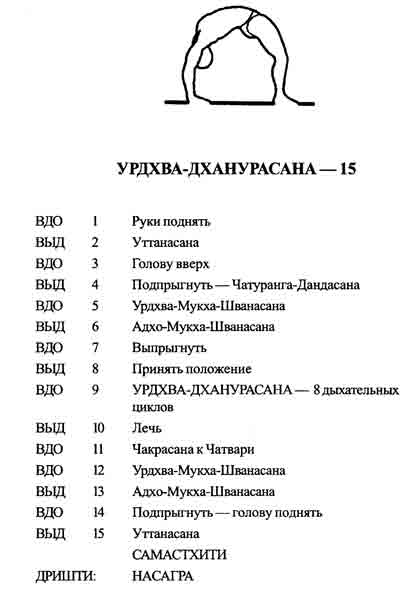 УРДХВА-ДХАНУРАСАНА — 15
ВДО 1 Руки поднять
ВЫД 2 Уттанасана
ВДО 3 Голову вверх
ВЫД 4 Подпрыгнуть — Чатуранга-Дандасана
ВДО 5 Урдхва-Мукха-Шванасана
ВЫД 6 Адхо-Мукха-Шванасана
ВДО 7 Выпрыгнуть
ВЫД 8 Принять положение
ВДО 9 УРДХВА-ДХАНУРАСАНА — 8 дыхательных
циклов
ВЫД 10 Лечь
ВДО 11 Чакрасана к Чатвари
ВДО 12 Урдхва-Мукха-Шванасана
ВЫД 13 Адхо-Мукха-Шванасана
ВДО 14 Подпрыгнуть — голову поднять
ВЫД 15 Уттанасана
САМАСТХИТИ
ДРИШТИ: НАСАГРА